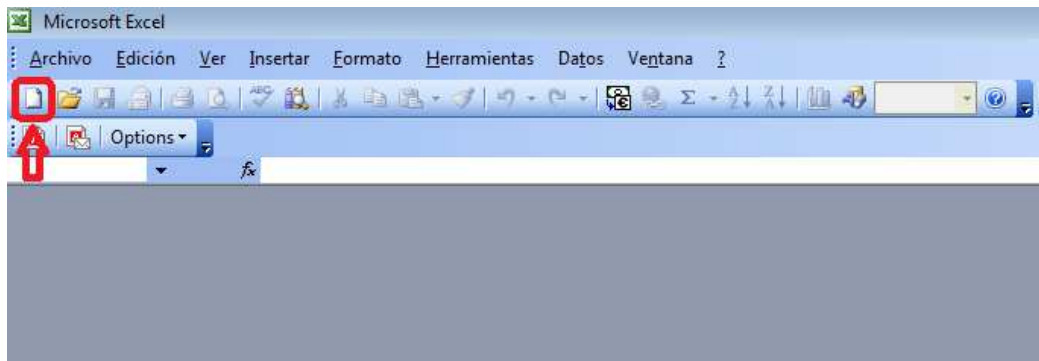 Microsoft Excel
Archivo Edición Ver Insertar Formato Herramientas Datos Ventana ?
Options
fx